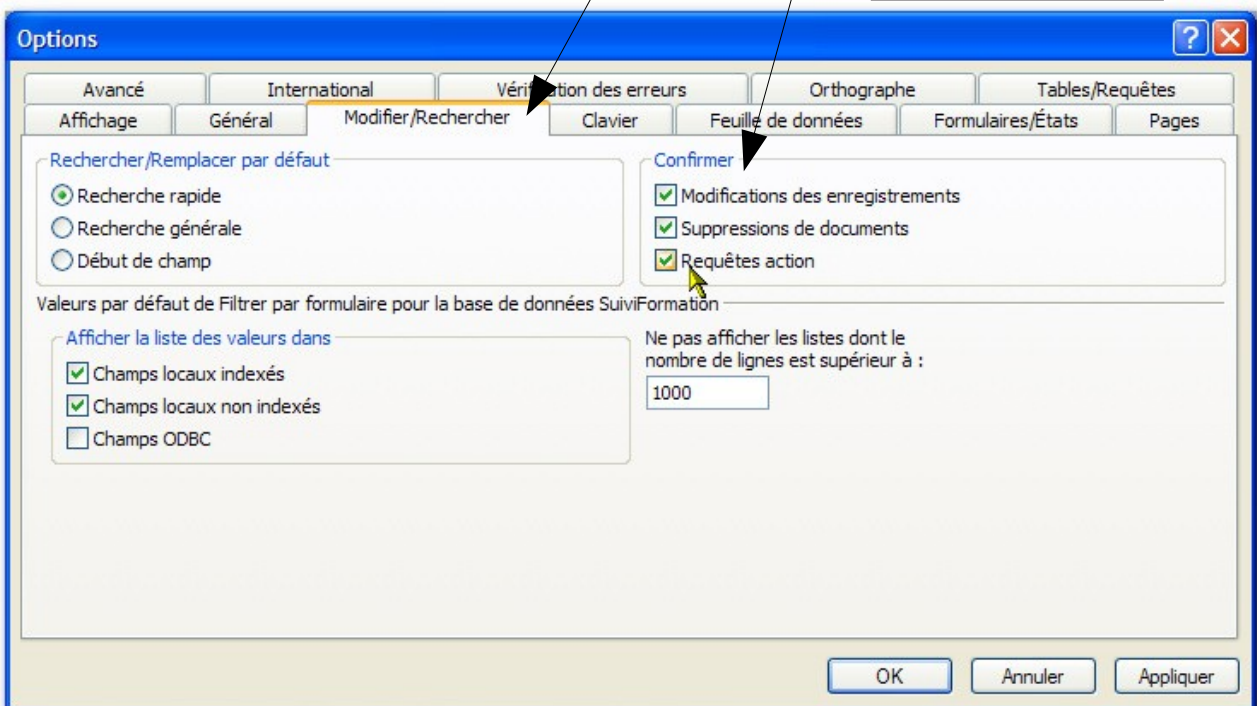 Options
Avancé International Vérification des erreurs Orthographe Tables/Requêtes
Affichage Général Modifier/Rechercher Clavier Feuille de données Formulaires/États Pages
Rechercher/Remplacer par défaut
Recherche rapide
Recherche générale
Début de champ
Confirmer
Modifications des enregistrements
Suppressions de documents
Requêtes action
Valeurs par défaut de Filtrer par formulaire pour la base de données SuiviFormation
Afficher la liste des valeurs dans
Champs locaux indexés
Champs locaux non indexés
Champs ODBC
Ne pas afficher les listes dont le
nombre de lignes est supérieur à :
1000
OK Annuler Appliquer